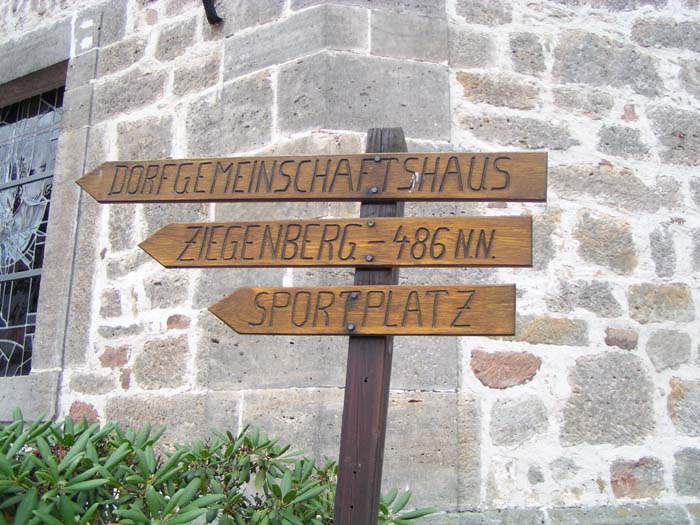 DORFGEMEINSCHAFTSHAUS
ZIEGENBERG - 486 N.N.
SPORTPLATZ